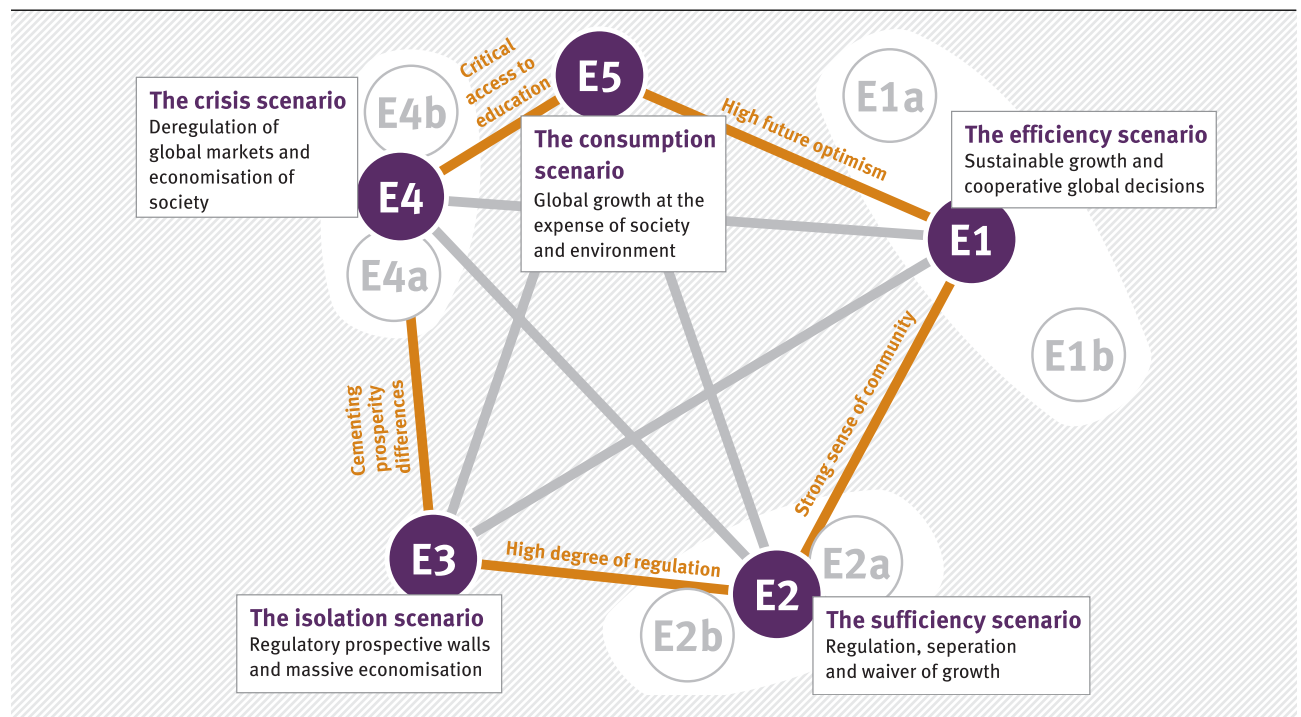 E5
The consumption
scenario
Global growth at the
expense of society
and environment
Critical
access to
education
High future optimism
E4b
The crisis scenario
Deregulation of
global markets and
economisation of
society
E4
E4a
E1a
The efficiency scenario
Sustainable growth and
cooperative global decisions
E1
E1b
Cementing
prosperity
differences
Strong sense of community
E3
The isolation scenario
Regulatory prospective walls
and massive economisation
High degree of regulation
E2
E2a
E2b
The sufficiency scenario
Regulation, seperation
and waiver of growth